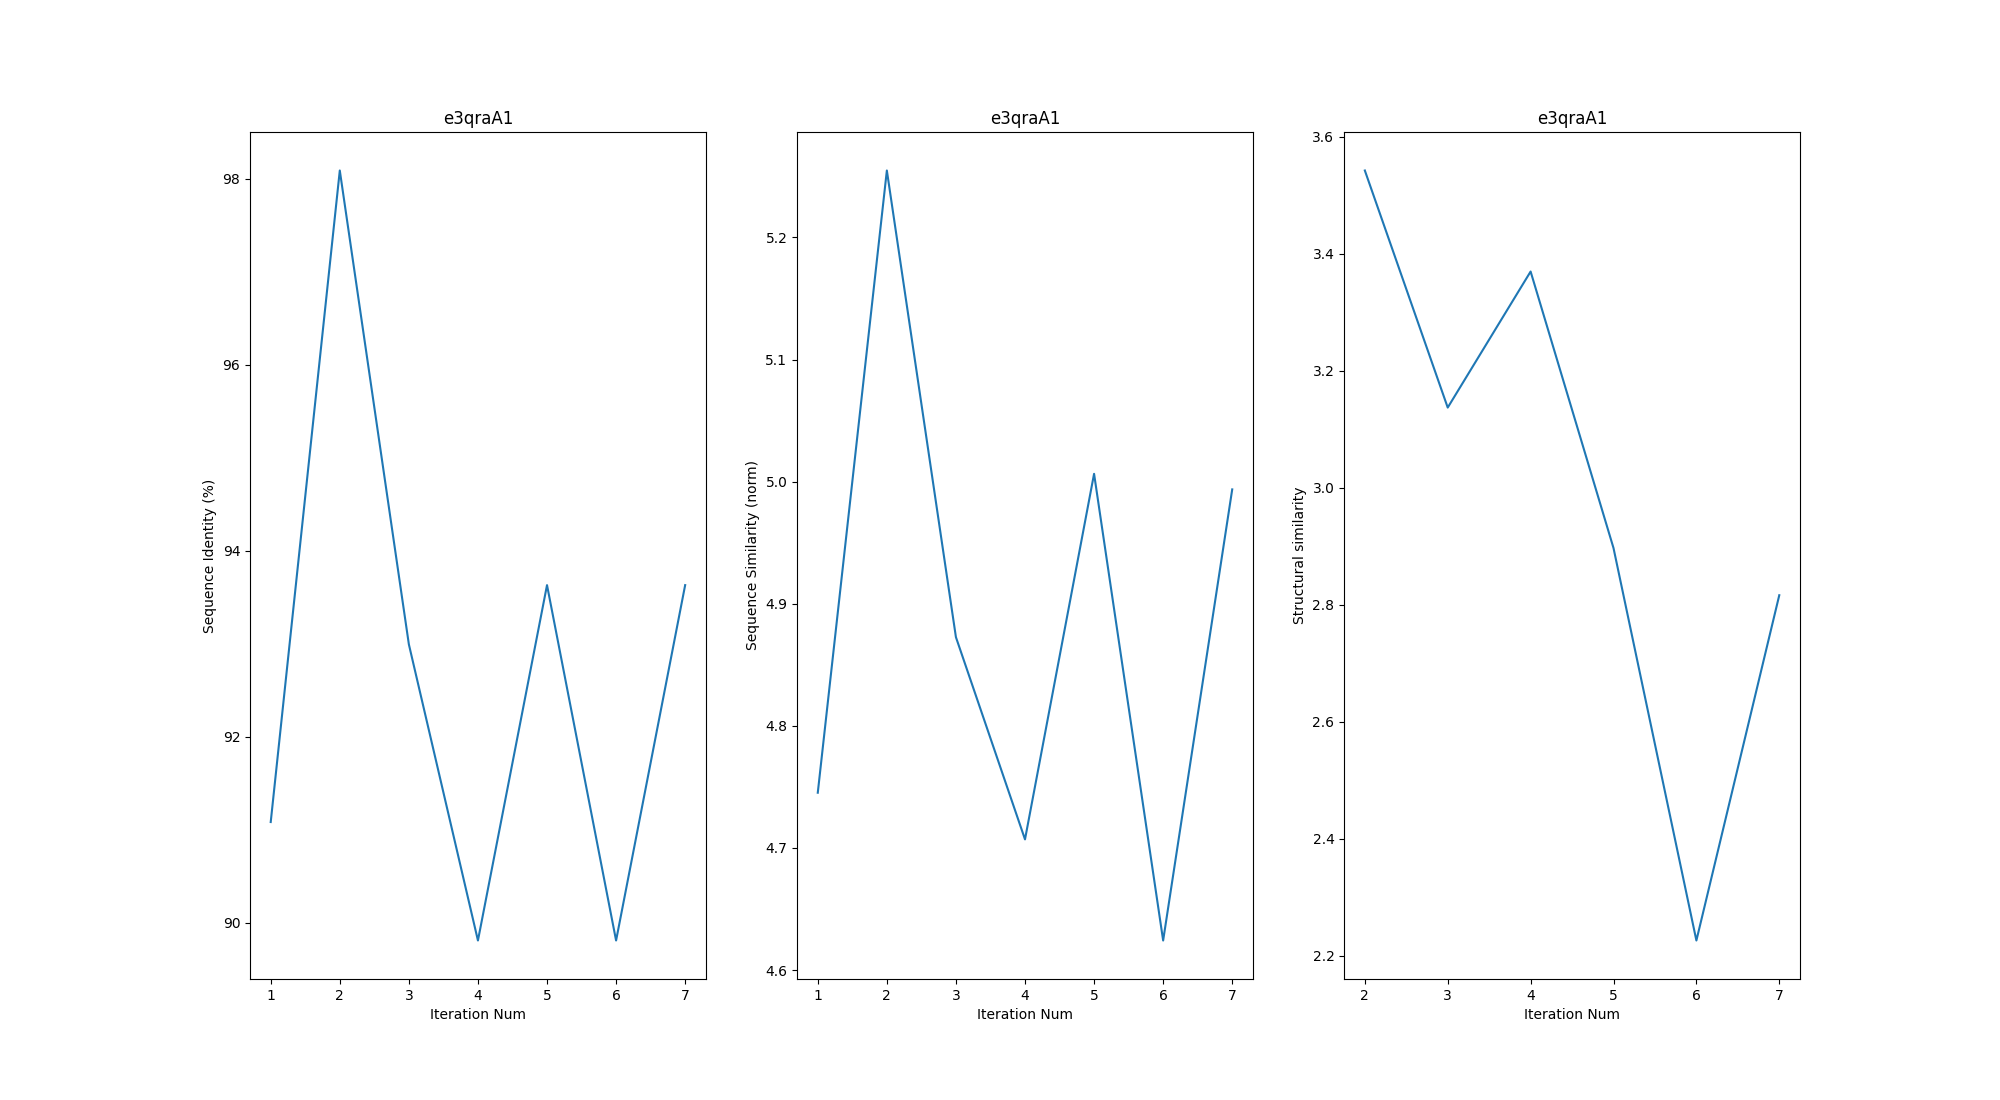 e3qraA1
98
96
94
92
90
Sequence Identity (%)
1 2 3 4 5 6 7
Iteration Num
e3qraA1
5.2
5.1
5.0
4.9
4.8
4.7
4.6
Sequence Similarity (norm)
1 2 3 4 5 6 7
Iteration Num
e3qraA1
3.6
3.4
3.2
3.0
2.8
2.6
2.4
2.2
Structural similarity
2 3 4 5 6 7
Iteration Num